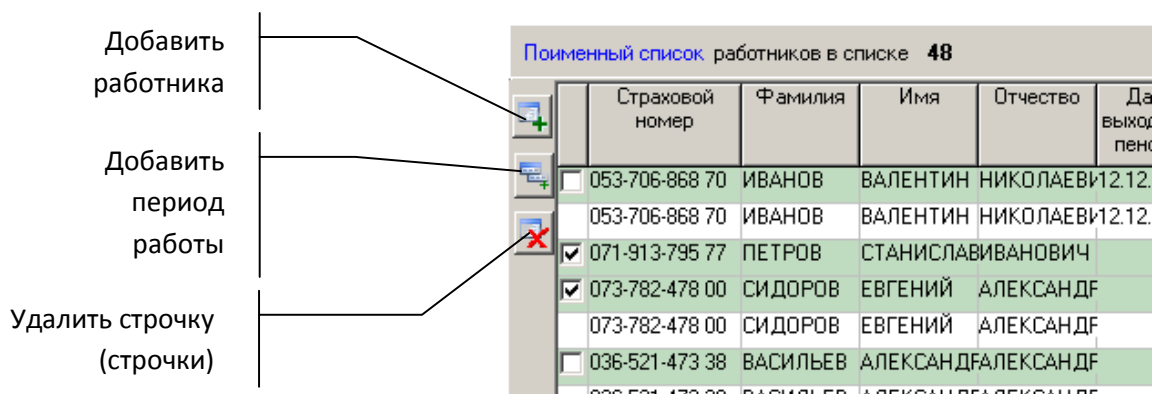 Добавить
работника
Добавить
период
работы
Удалить строчку
(строчки)
Поименный список работников в списке 48
Страховой Фамилия Имя Отчество Да
номер выход
пенс
053-706-868 70 ИВАНОВ ВАЛЕНТИН НИКОЛАЕВИ 12.12.
053-706-868 70 ИВАНОВ ВАЛЕНТИН НИКОЛАЕВИ 12.12.
071-913-795 77 ПЕТРОВ СТАНИСЛАВ ИВАНОВИЧ
073-782-478 00 СИДОРОВ ЕВГЕНИЙ АЛЕКСАНДР
073-782-478 00 СИДОРОВ ЕВГЕНИЙ АЛЕКСАНДР
036-521-473 38 ВАСИЛЬЕВ АЛЕКСАНДР АЛЕКСАНДР